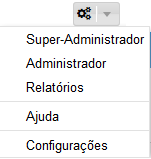 Super-Administrador
Administrador
Relatórios
Ajuda
Configurações